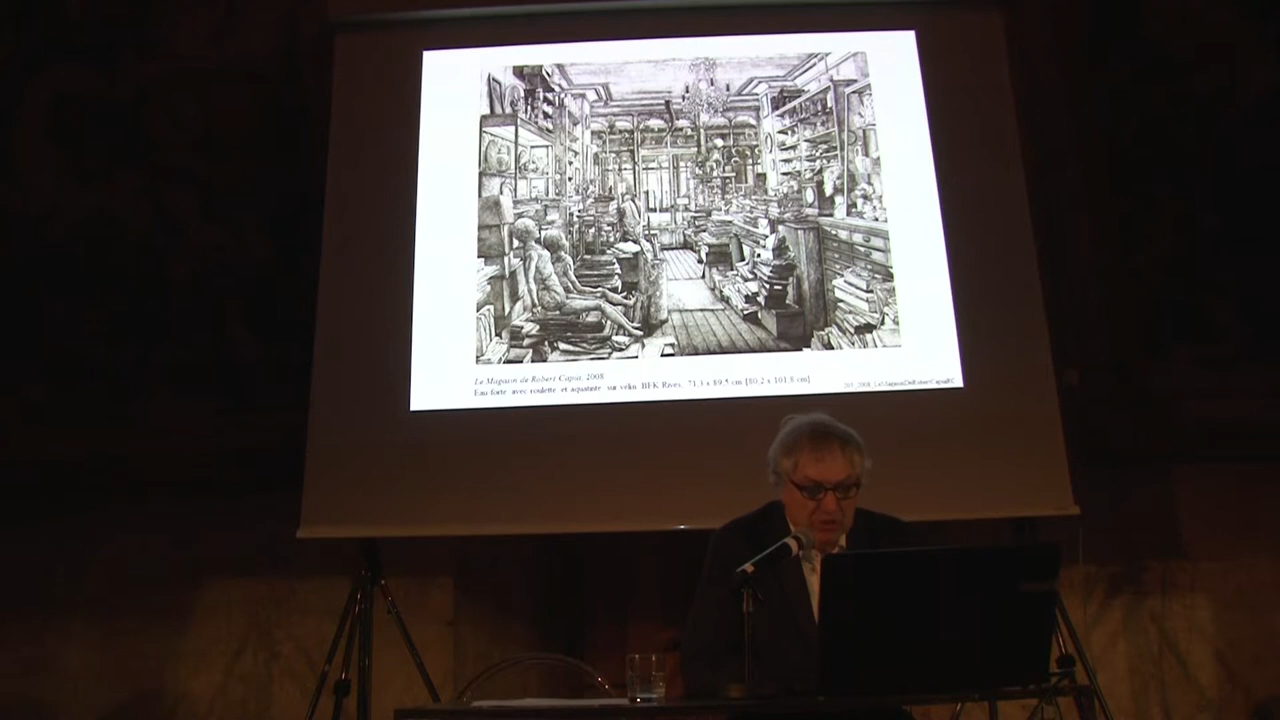 Le Magasin de Robert Capia, 2008
Eau forte avec roulette et aquatinte sur vélin BFK Rives. 71,3 x 89,5 cm [80,2 x 101,8 cm]